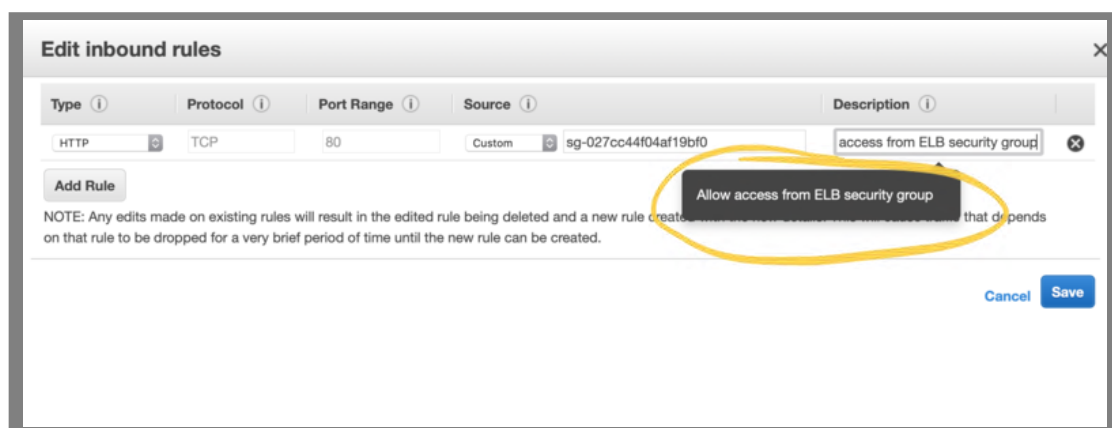 Edit inbound rules
Type Protocol Port Range Source Description
HTTP TCP 80 Custom sg-027cc44f04af19bf0 access from ELB security group
Add Rule
Allow access from ELB security group
NOTE: Any edits made on existing rules will result in the edited rule being deleted and a new rule created that depends
on that rule to be dropped for a very brief period of time until the new rule can be created.
Cancel Save